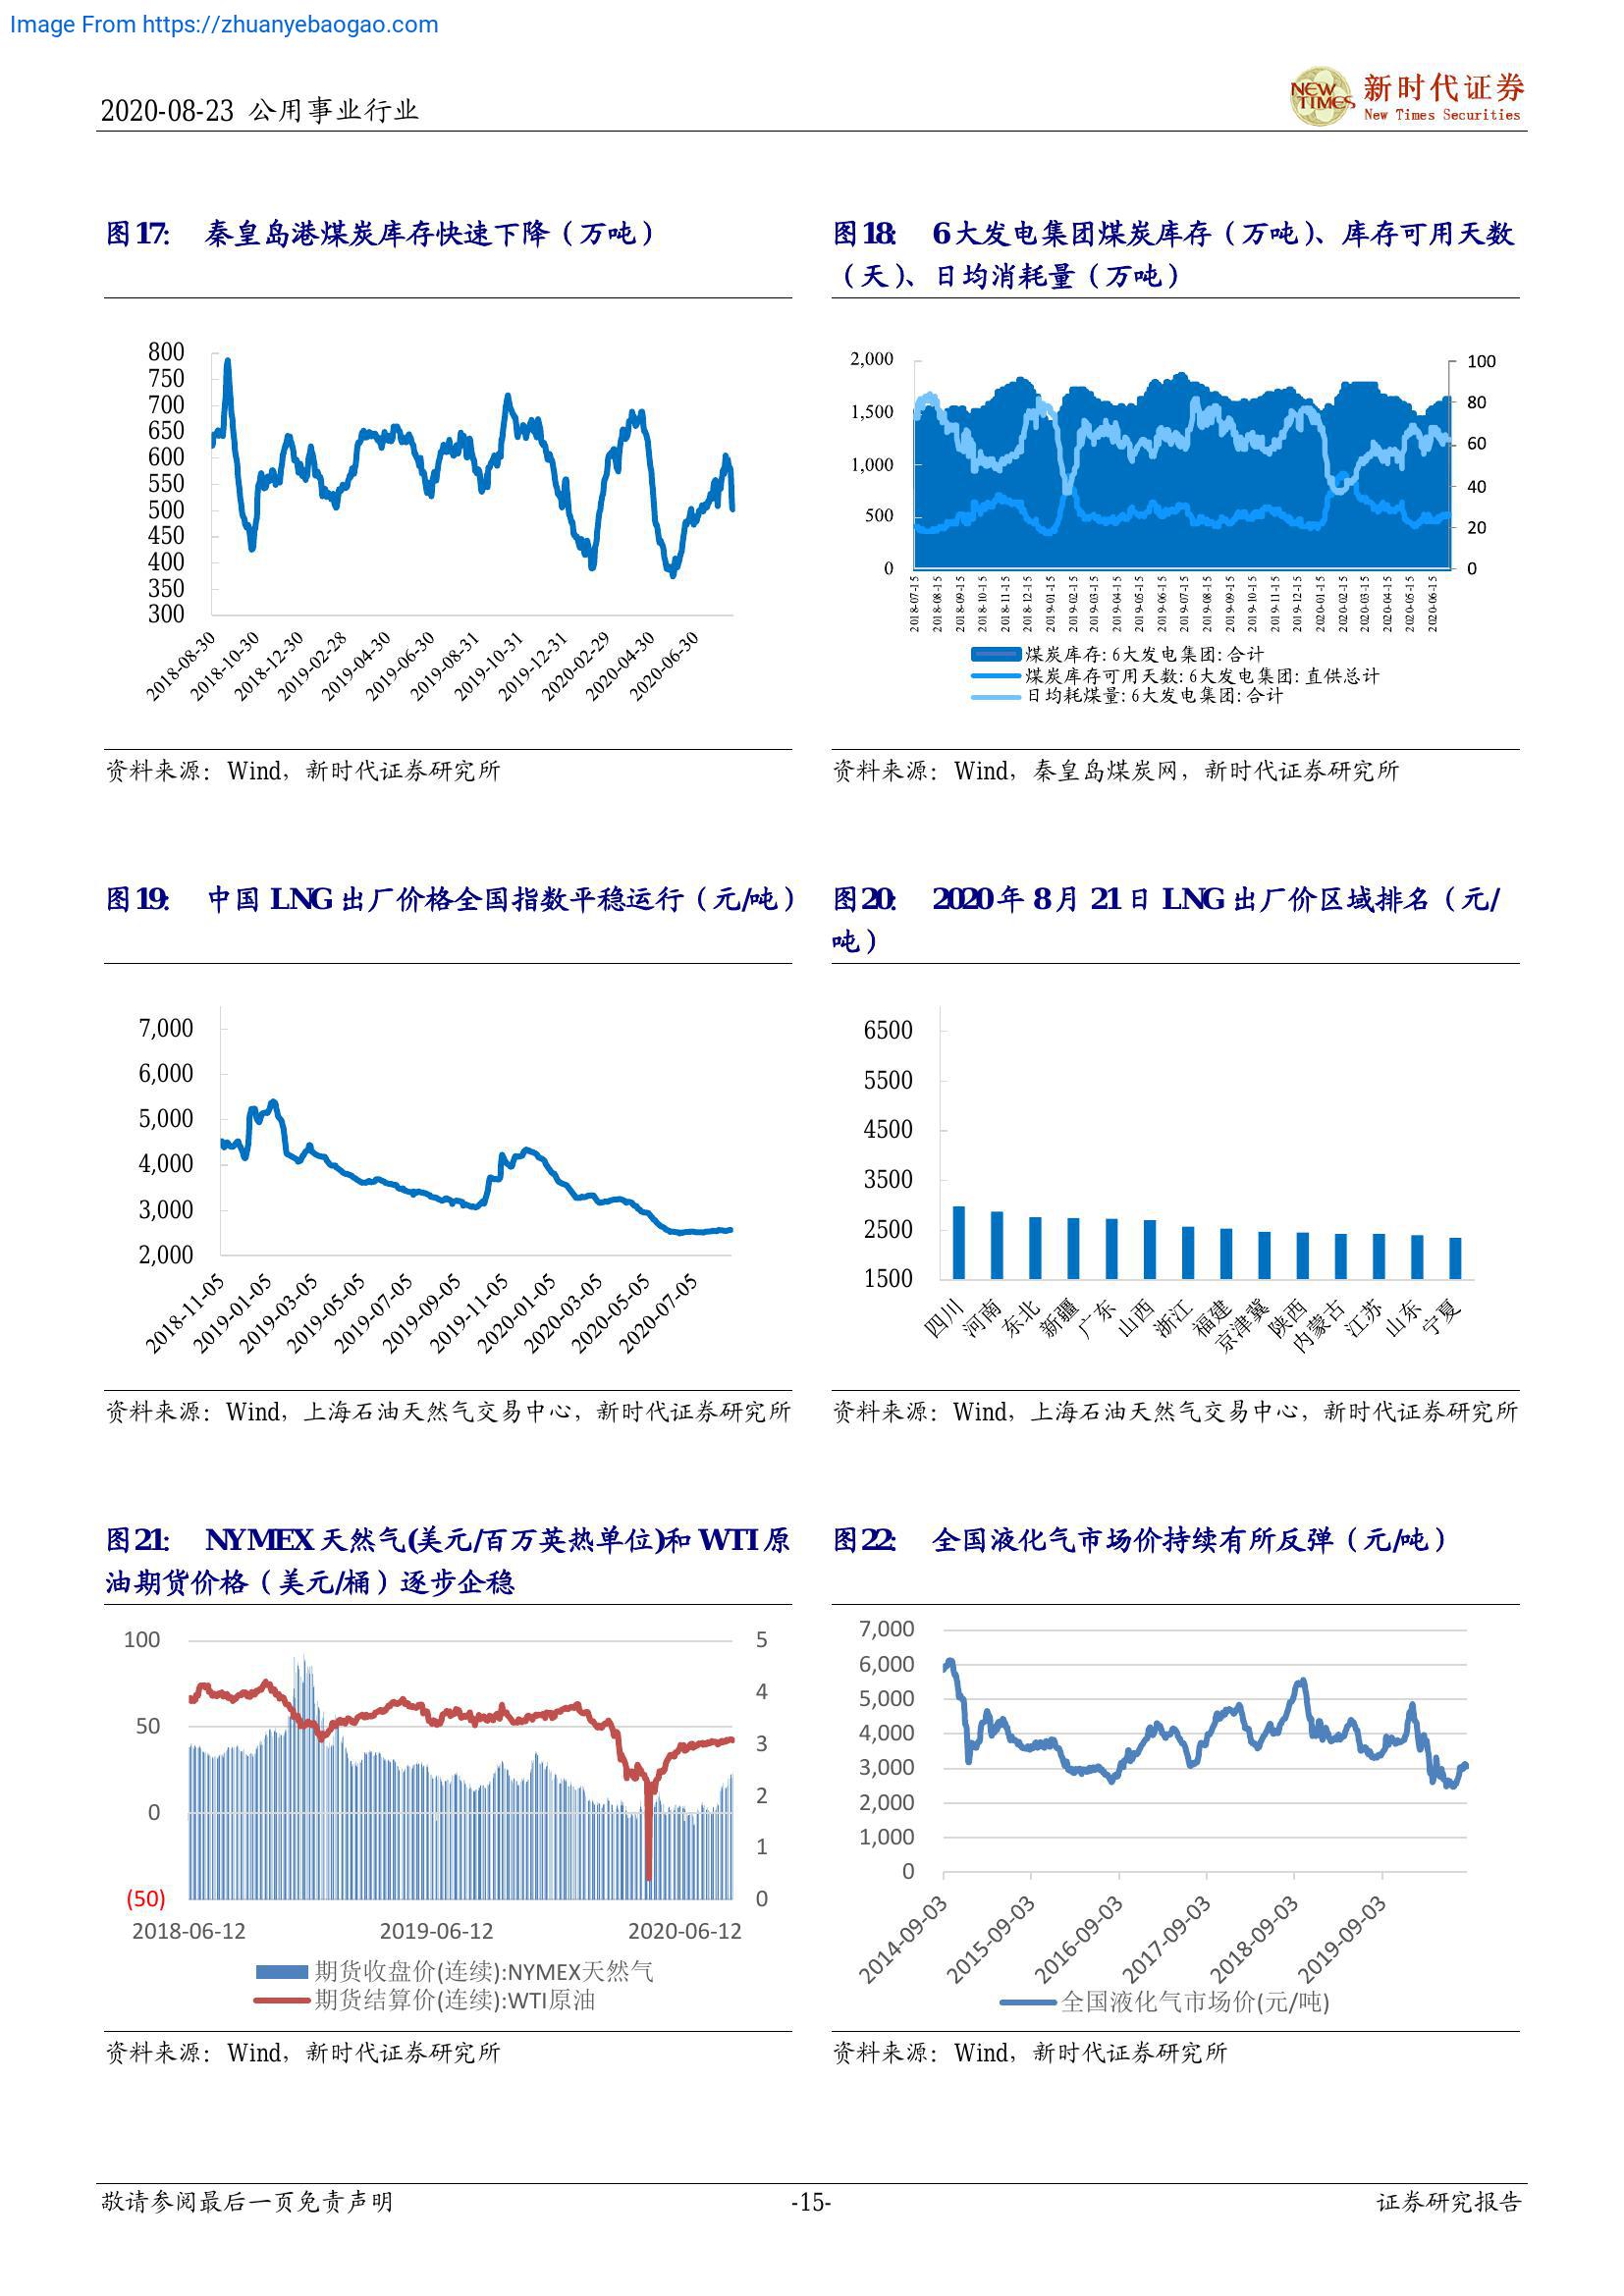 Image From https://zhuanyebaogao.com
2020-08-23 公用事业行业
NEW TIMES
新时代证券
New Times Securities
图17: 秦皇岛港煤炭库存快速下降（万吨）
800
750
700
650
600
550
500
450
400
350
300
2018-08-30
2018-10-30
2018-12-30
2019-02-28
2019-04-30
2019-06-30
2019-08-31
2019-10-31
2019-12-31
2020-02-29
2020-04-30
2020-06-30
资料来源：Wind，新时代证券研究所
图18: 6大发电集团煤炭库存（万吨）、库存可用天数
（天）、日均消耗量（万吨）
2,000
1,500
1,000
500
0
100
80
60
40
20
0
2018-07-15
2018-08-15
2018-09-15
2018-10-15
2018-11-15
2018-12-15
2019-01-15
2019-02-15
2019-03-15
2019-04-15
2019-05-15
2019-06-15
2019-07-15
2019-08-15
2019-09-15
2019-10-15
2019-11-15
2019-12-15
2020-01-15
2020-02-15
2020-03-15
2020-04-15
2020-05-15
2020-06-15
煤炭库存:6大发电集团:合计
煤炭库存可用天数:6大发电集团:直供总计
日均耗煤量:6大发电集团:合计
资料来源：Wind，秦皇岛煤炭网，新时代证券研究所
图19: 中国 LNG 出厂价格全国指数平稳运行（元/吨）
7,000
6,000
5,000
4,000
3,000
2,000
2018-11-05
2019-01-05
2019-03-05
2019-05-05
2019-07-05
2019-09-05
2019-11-05
2020-01-05
2020-03-05
2020-05-05
2020-07-05
资料来源：Wind，上海石油天然气交易中心，新时代证券研究所
图20: 2020年 8月 21日 LNG 出厂价区域排名（元/
吨）
6500
5500
4500
3500
2500
1500
四川
河南
东北
新疆
广东
山西
浙江
福建
京津冀
陕西
内蒙古
江苏
山东
宁夏
资料来源：Wind，上海石油天然气交易中心，新时代证券研究所
图21: NYMEX 天然气(美元/百万英热单位)和 WTI 原
油期货价格（美元/桶）逐步企稳
100
50
0
(50)
5
4
3
2
1
0
2018-06-12
2019-06-12
2020-06-12
期货收盘价(连续):NYMEX天然气
期货结算价(连续):WTI原油
资料来源：Wind，新时代证券研究所
图22: 全国液化气市场价持续有所反弹（元/吨）
7,000
6,000
5,000
4,000
3,000
2,000
1,000
0
2014-09-03
2015-09-03
2016-09-03
2017-09-03
2018-09-03
2019-09-03
全国液化气市场价(元/吨)
资料来源：Wind，新时代证券研究所
敬请参阅最后一页免责声明
-15-
证券研究报告